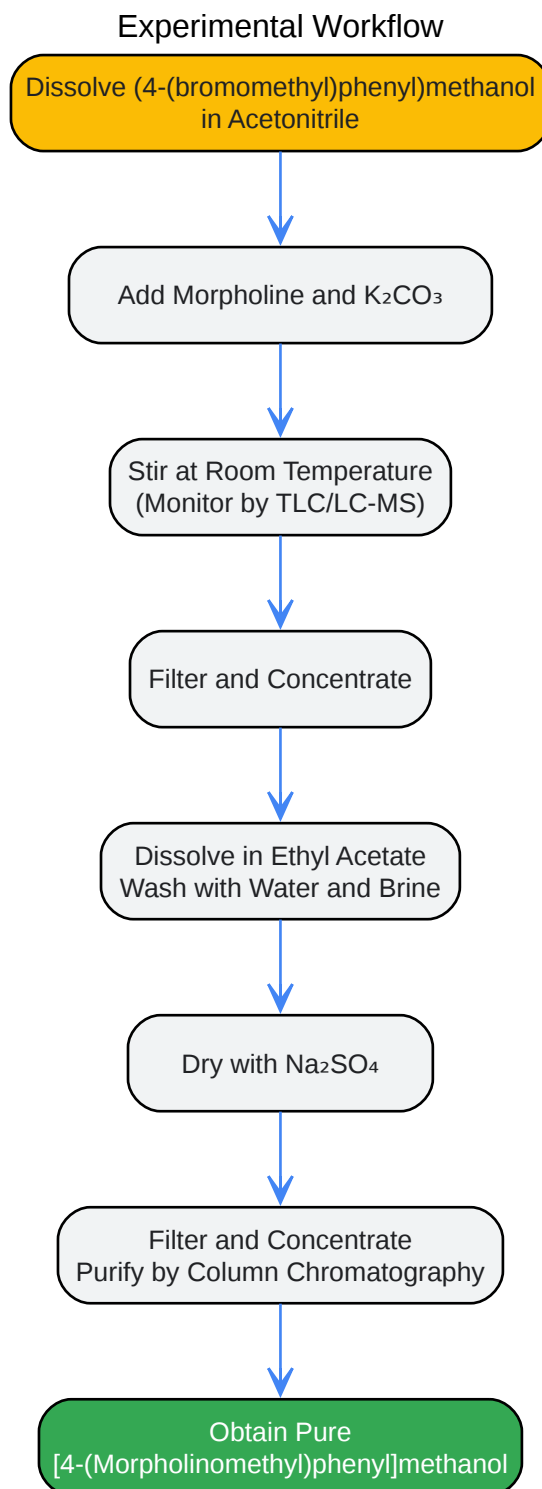 Experimental Workflow
Dissolve (4-(bromomethyl)phenyl)methanol
in Acetonitrile
Add Morpholine and K₂CO₃
Stir at Room Temperature
(Monitor by TLC/LC-MS)
Filter and Concentrate
Dissolve in Ethyl Acetate
Wash with Water and Brine
Dry with Na₂SO₄
Filter and Concentrate
Purify by Column Chromatography
Obtain Pure
[4-(Morpholinomethyl)phenyl]methanol